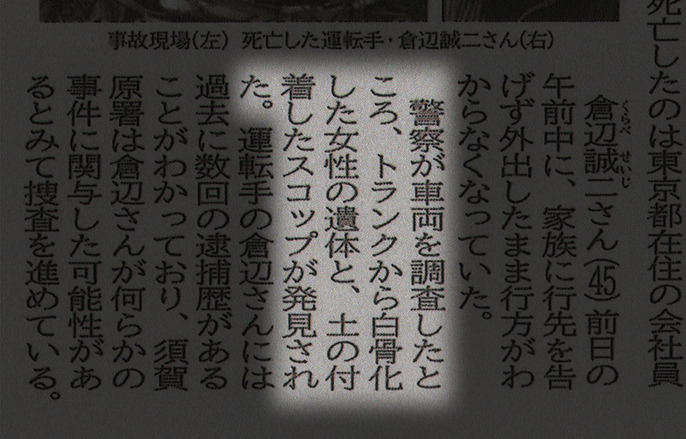 事故現場(左) 死亡した運転手・倉辺誠二さん(右)
死亡したのは東京都在住の会社員
倉辺誠二さん(45)前日の
くらべ せいじ
午前中に、家族に行先を告
げず外出したまま行方がわ
からなくなっていた。
警察が車両を調査したと
ころ、トランクから白骨化
した女性の遺体と、土の付
着したスコップが発見され
た。運転手の倉辺さんには
過去に数回の逮捕歴がある
ことがわかっており、須賀
原署は倉辺さんが何らかの
事件に関与した可能性があ
るとみて捜査を進めている。